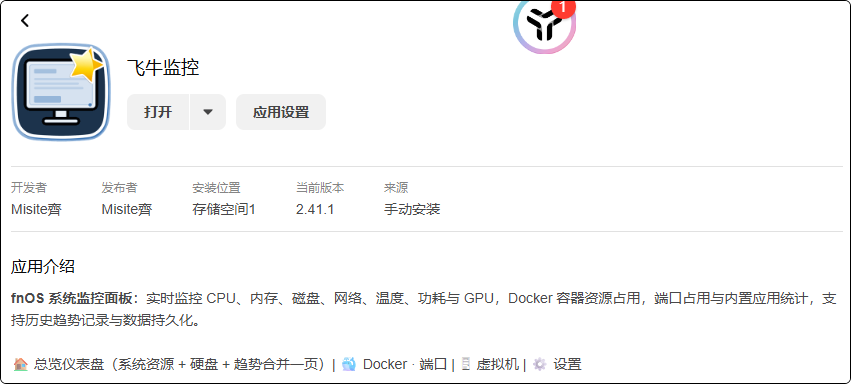 1
飞牛监控
打开
应用设置
开发者 发布者 安装位置 当前版本 来源
Misite齊 Misite齊 存储空间1 2.41.1 手动安装
应用介绍
fnOS 系统监控面板：实时监控 CPU、内存、磁盘、网络、温度、功耗与 GPU，Docker 容器资源占用，端口占用与内置应用统计，支
持历史趋势记录与数据持久化。
总览仪表盘（系统资源 + 硬盘 + 趋势合并一页）| Docker · 端口 | 虚拟机 | 设置